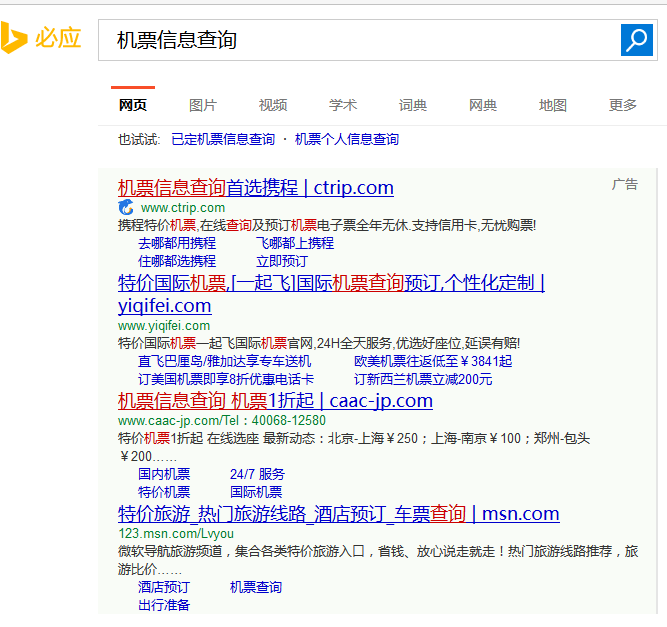 必应
机票信息查询
网页 图片 视频 学术 词典 网典 地图 更多
也试试: 已定机票信息查询 · 机票个人信息查询
机票信息查询首选携程 | ctrip.com 广告
www.ctrip.com
携程特价机票,在线查询及预订机票电子票全年无休.支持信用卡,无忧购票!
去哪都用携程 飞哪都上携程
住哪都选携程 立即预订
特价国际机票,[一起飞]国际机票查询预订,个性化定制 |
yiqifei.com
www.yiqifei.com
特价国际机票一起飞国际机票官网,24H全天服务,优选好座位,延误有赔!
直飞巴厘岛/雅加达享专车送机 欧美机票往返低至￥3841起
订美国机票即享8折优惠电话卡 订新西兰机票立减200元
机票信息查询 机票1折起 | caac-jp.com
www.caac-jp.com/Tel：40068-12580
特价机票1折起 在线选座 最新动态：北京-上海￥250；上海-南京￥100；郑州-包头
￥200……
国内机票 24/7 服务
特价机票 国际机票
特价旅游_热门旅游线路_酒店预订_车票查询 | msn.com
123.msn.com/Lvyou
微软导航旅游频道，集合各类特价旅游入口，省钱、放心说走就走！热门旅游线路推荐，旅
游比价……
酒店预订 机票查询
出行准备